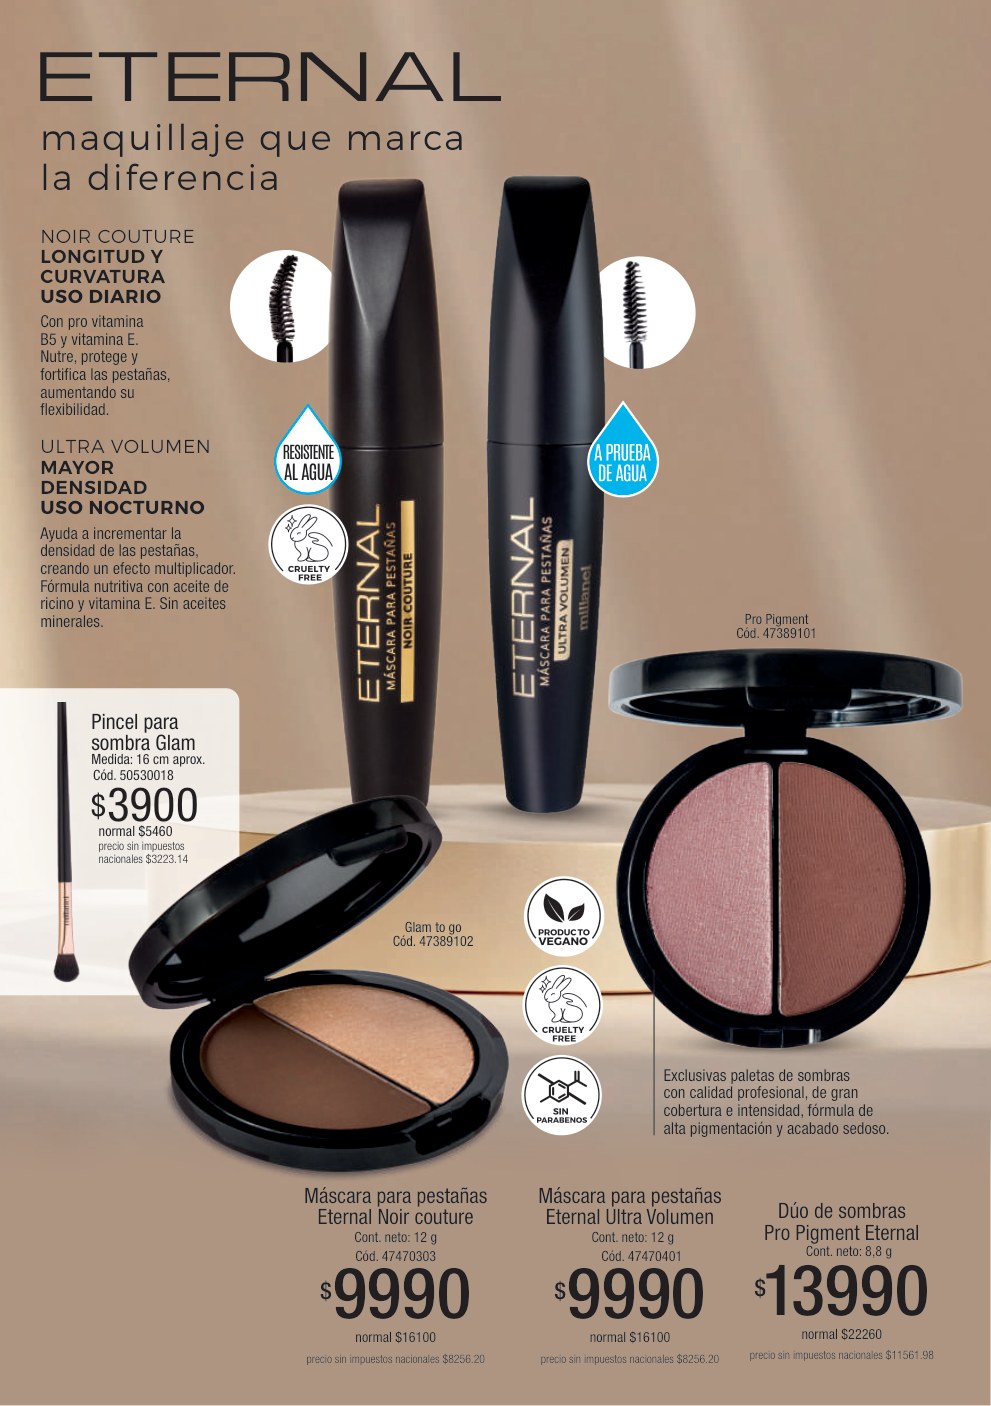 ETERNAL
maquillaje que marca
la diferencia
NOIR COUTURE
LONGITUD Y
CURVATURA
USO DIARIO
Con pro vitamina
B5 y vitamina E.
Nutre, protege y
fortifica las pestañas,
aumentando su
flexibilidad.
ULTRA VOLUMEN
MAYOR
DENSIDAD
USO NOCTURNO
Ayuda a incrementar la
densidad de las pestañas,
creando un efecto multiplicador.
Fórmula nutritiva con aceite de
ricino y vitamina E. Sin aceites
minerales.
RESISTENTE
AL AGUA
CRUELTY
FREE
ETERNAL
MÁSCARA PARA PESTAÑAS
NOIR COUTURE
A PRUEBA
DE AGUA
ETERNAL
MÁSCARA PARA PESTAÑAS
ULTRA VOLUMEN
millanel
Pro Pigment
Cód. 47389101
Pincel para
sombra Glam
Medida: 16 cm aprox.
Cód. 50530018
$3900
normal $5460
precio sin impuestos
nacionales $3223.14
millanel
Glam to go
Cód. 47389102
PRODUCTO
VEGANO
CRUELTY
FREE
SIN
PARABENOS
Exclusivas paletas de sombras
con calidad profesional, de gran
cobertura e intensidad, fórmula de
alta pigmentación y acabado sedoso.
Máscara para pestañas
Eternal Noir couture
Cont. neto: 12 g
Cód. 47470303
$9990
normal $16100
precio sin impuestos nacionales $8256.20
Máscara para pestañas
Eternal Ultra Volumen
Cont. neto: 12 g
Cód. 47470401
$9990
normal $16100
precio sin impuestos nacionales $8256.20
Dúo de sombras
Pro Pigment Eternal
Cont. neto: 8,8 g
$13990
normal $22260
precio sin impuestos nacionales $11561.98